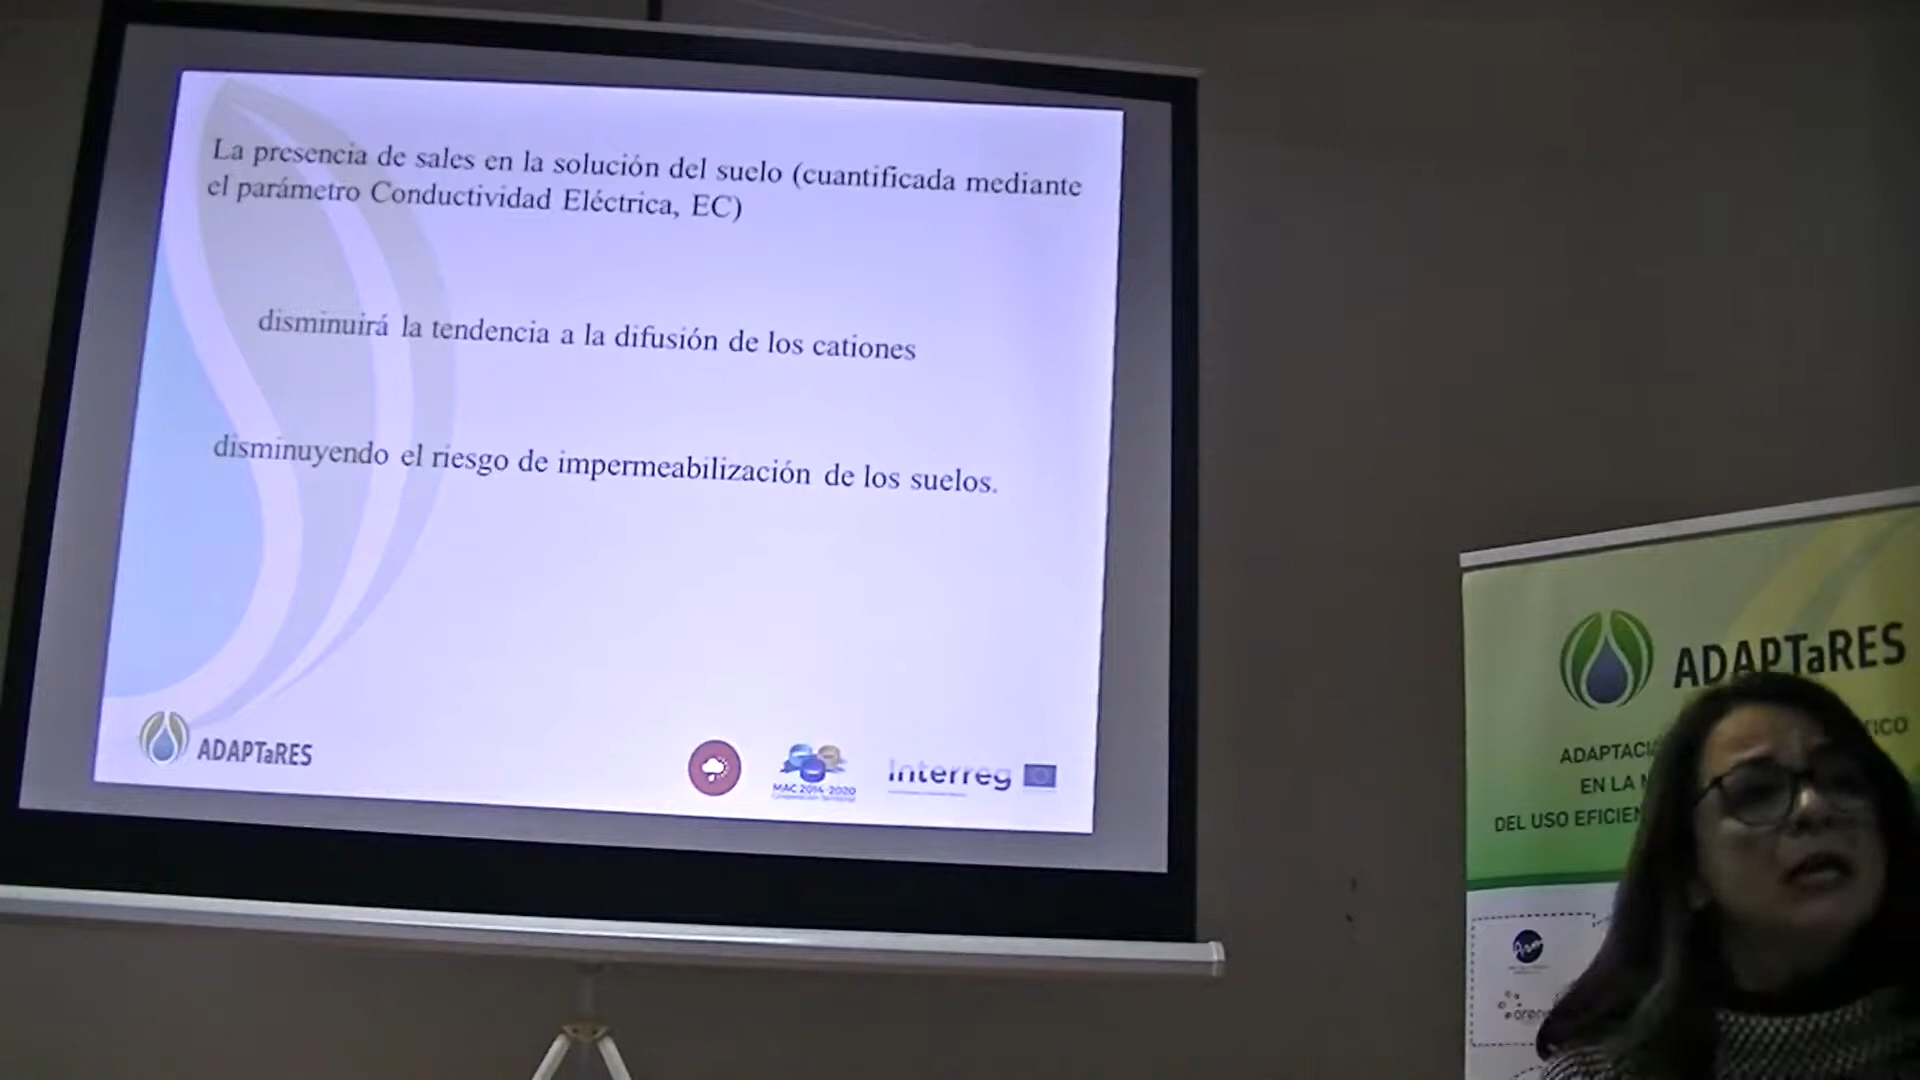 La presencia de sales en la solución del suelo (cuantificada mediante
el parámetro Conductividad Eléctrica, EC)
disminuirá la tendencia a la difusión de los cationes
disminuyendo el riesgo de impermeabilización de los suelos.
ADAPTaRES
MAC 2014-2020
Interreg
ADAPTaRES
ADAPTACI
EN LA
DEL USO EFICIEN